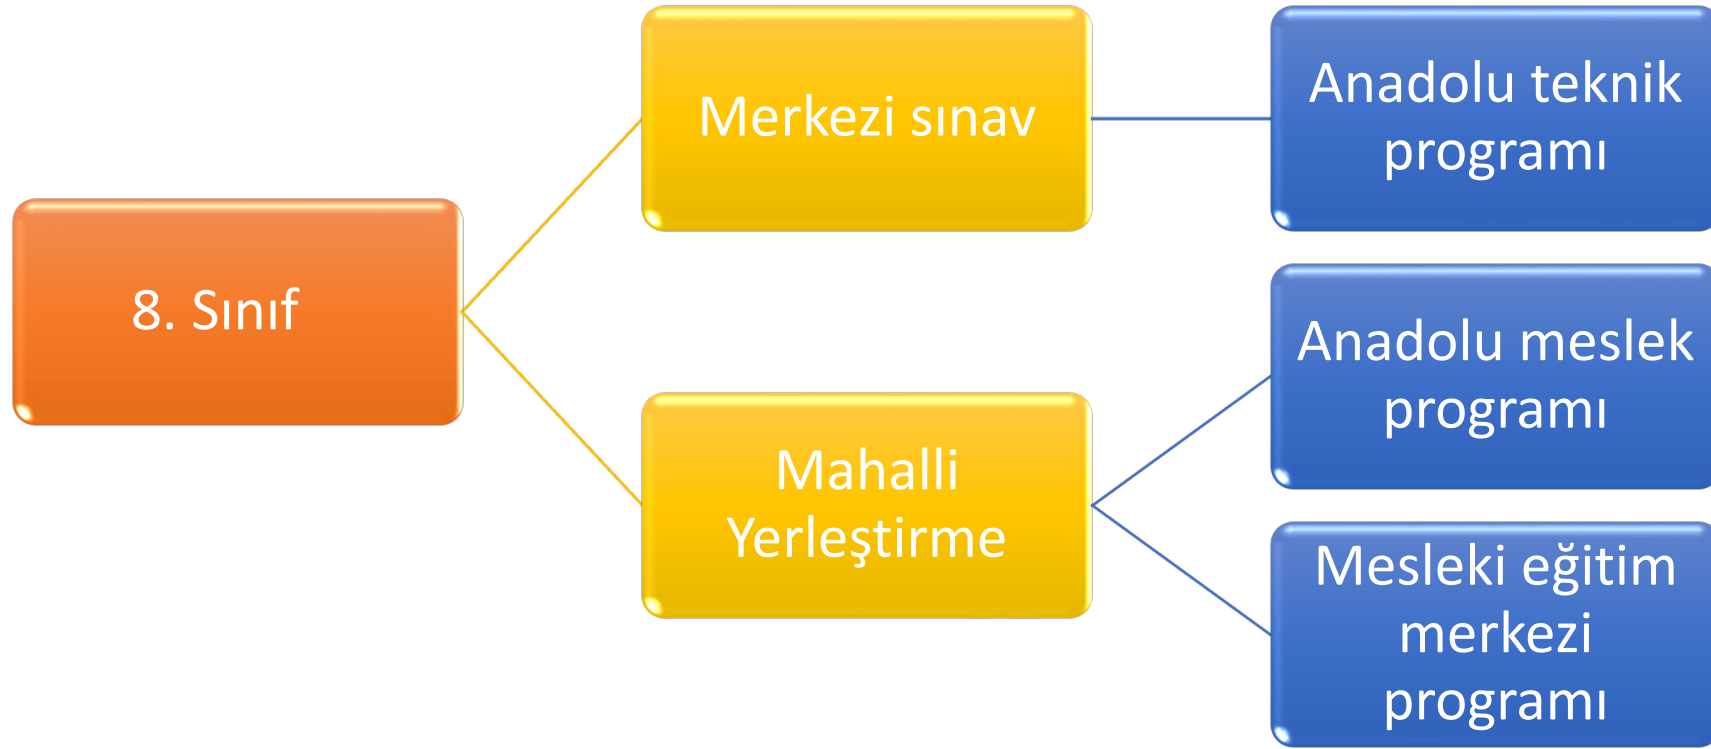 8. Sınıf
Merkezi sınav
Mahalli
Yerleştirme
Anadolu teknik
programı
Anadolu meslek
programı
Mesleki eğitim
merkezi
programı